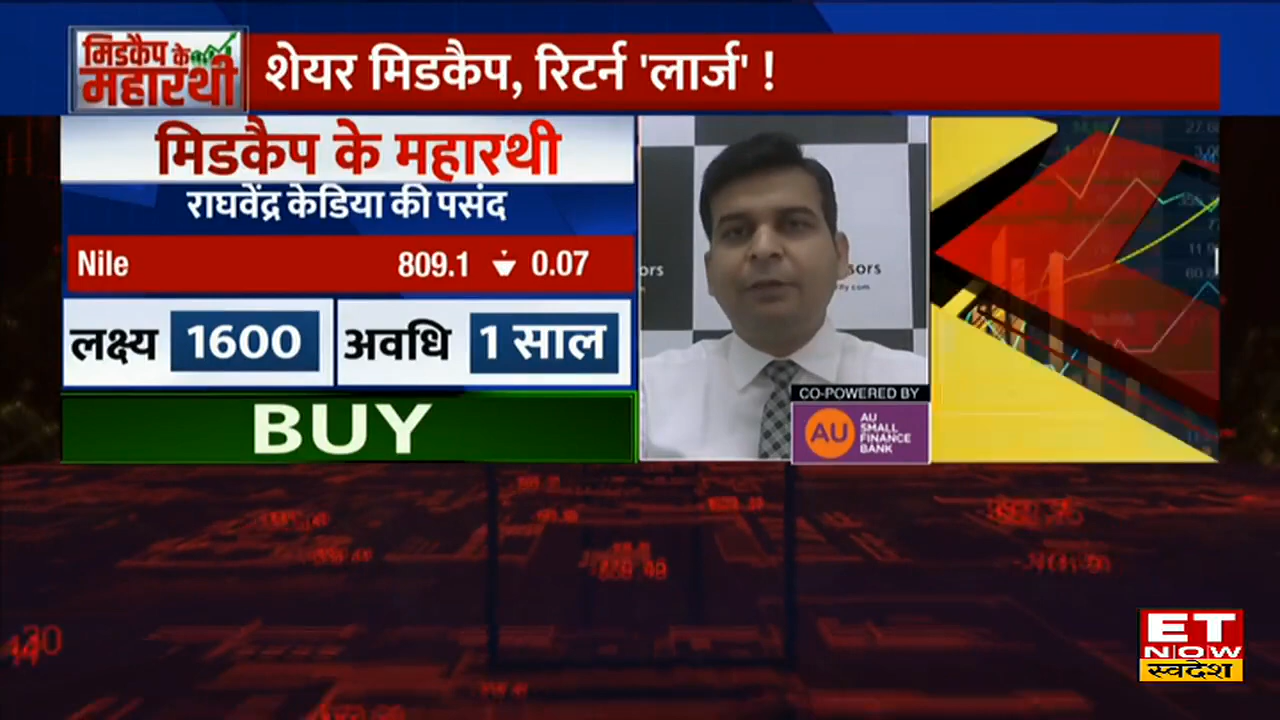 मिडकैप के
महारथी
शेयर मिडकैप, रिटर्न 'लार्ज' !
मिडकैप के महारथी
राघवेंद्र केडिया की पसंद
Nile 809.1 0.07
लक्ष्य 1600 अवधि 1 साल
BUY
CO-POWERED BY
AU
AU
SMALL
FINANCE
BANK
ET
NOW
स्वदेश